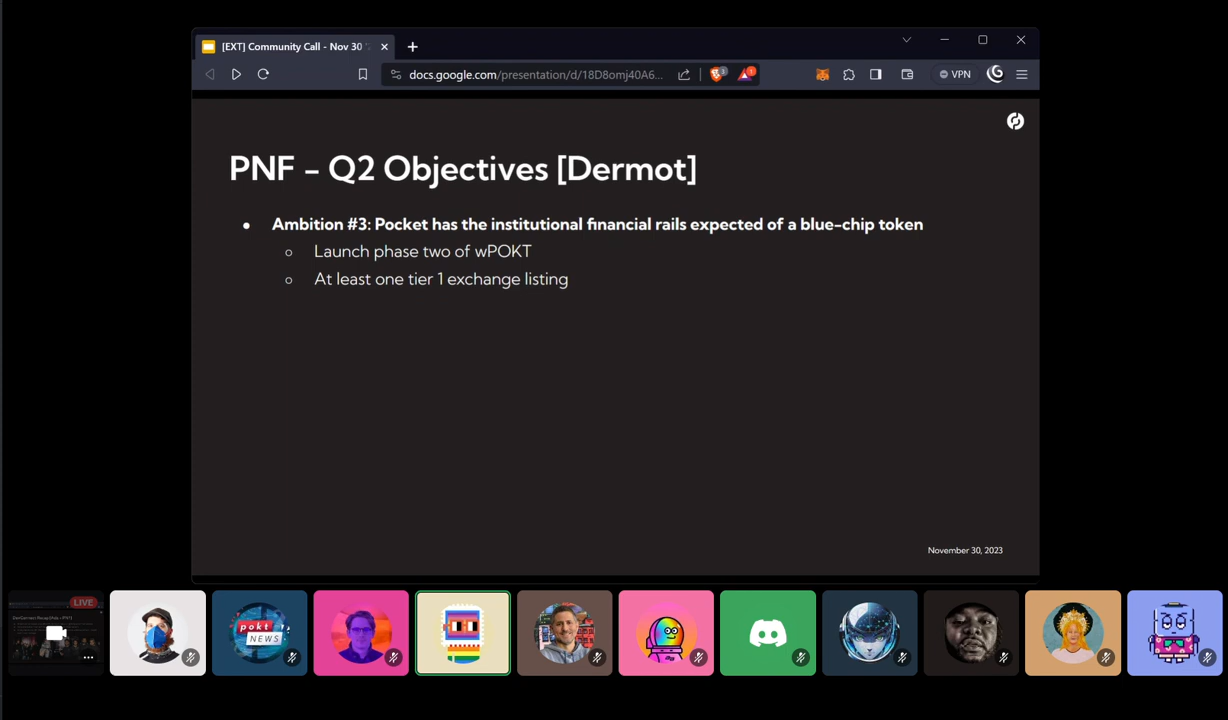 [EXT] Community Call - Nov 30 '
docs.google.com/presentation/d/18D8omj40A6...
3
1
VPN
PNF – Q2 Objectives [Dermot]
Ambition #3: Pocket has the institutional financial rails expected of a blue-chip token
Launch phase two of wPOKT
At least one tier 1 exchange listing
November 30, 2023
LIVE
pokt
NEWS